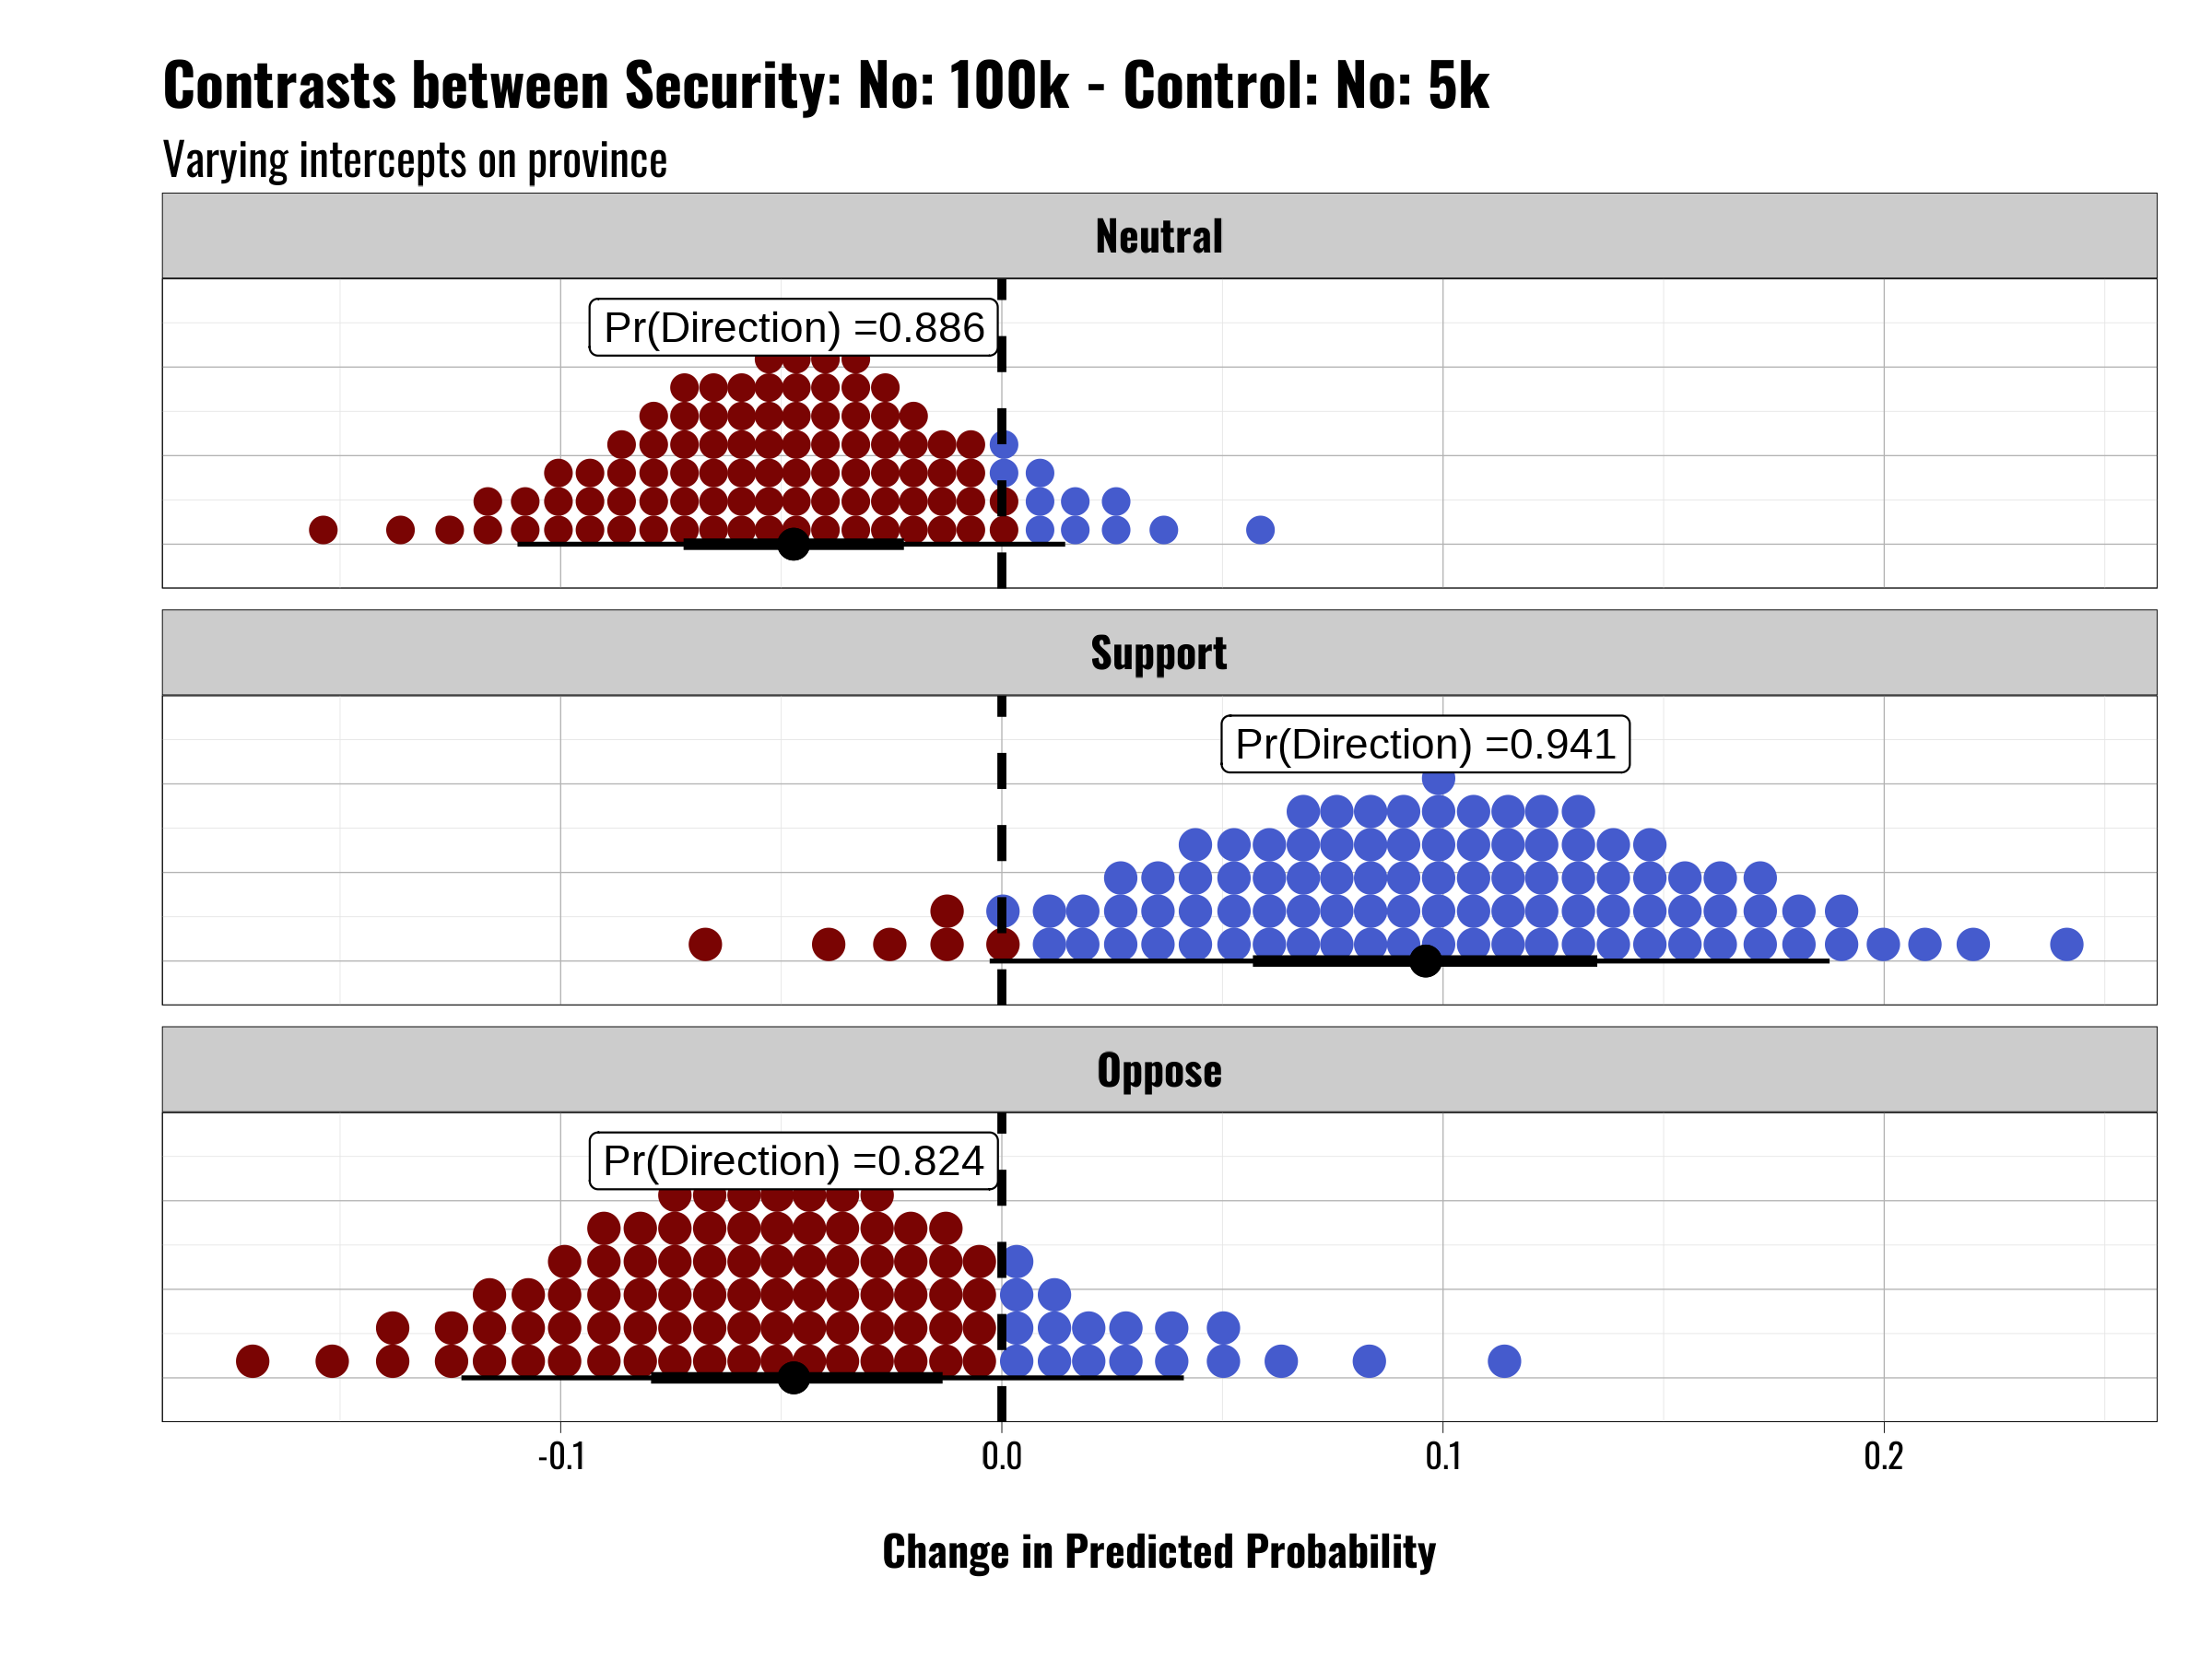 Contrasts between Security: No: 100k - Control: No: 5k
Varying intercepts on province
Neutral
Pr(Direction) =0.886
Support
Pr(Direction) =0.941
Oppose
Pr(Direction) =0.824
-0.1 0.0 0.1 0.2
Change in Predicted Probability